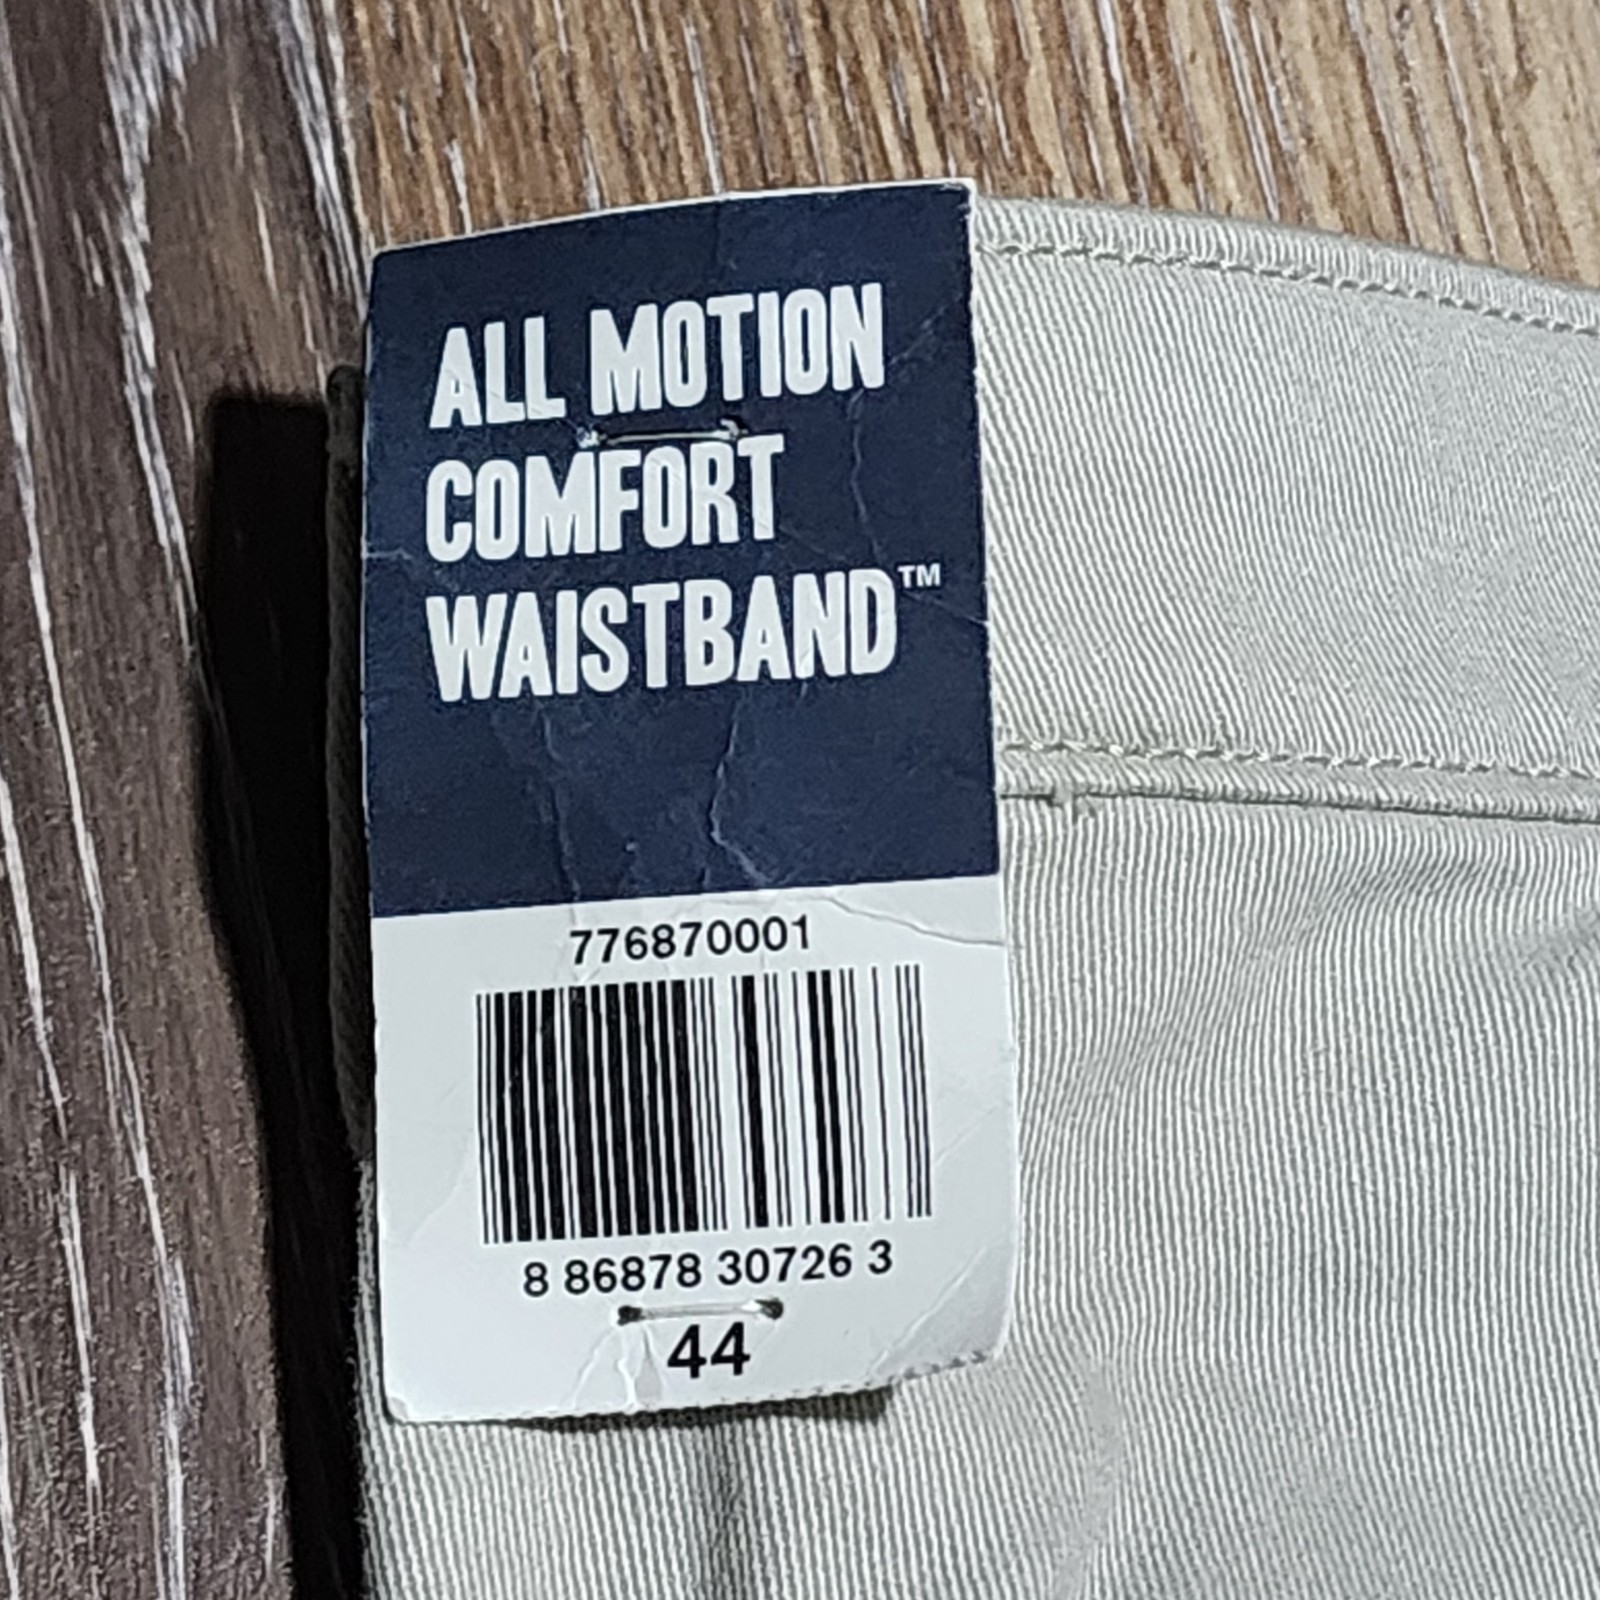 ALL MOTION
COMFORT
WAISTBAND™
776870001
8 86878 30726 3
44